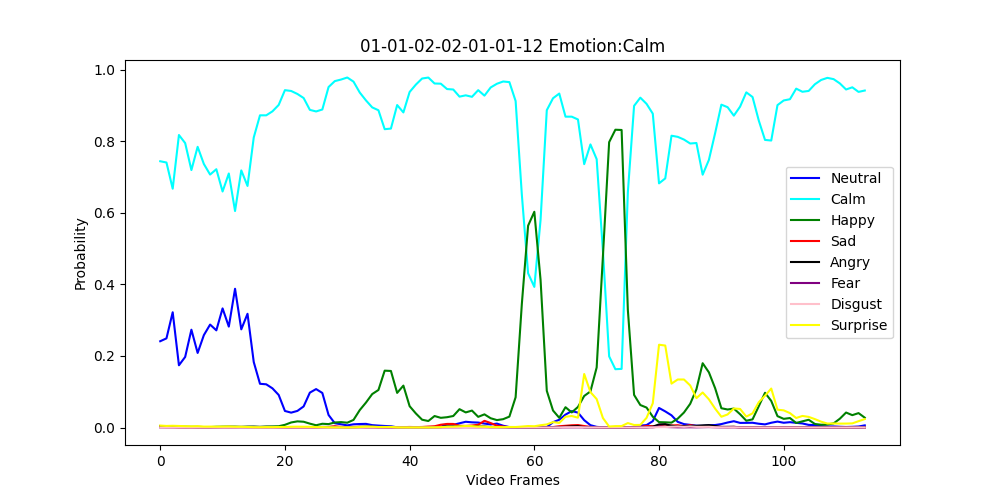 01-01-02-02-01-01-12 Emotion:Calm
1.0
0.8
0.6
0.4
0.2
0.0
Probability
0
20
40
60
80
100
Video Frames
Neutral
Calm
Happy
Sad
Angry
Fear
Disgust
Surprise